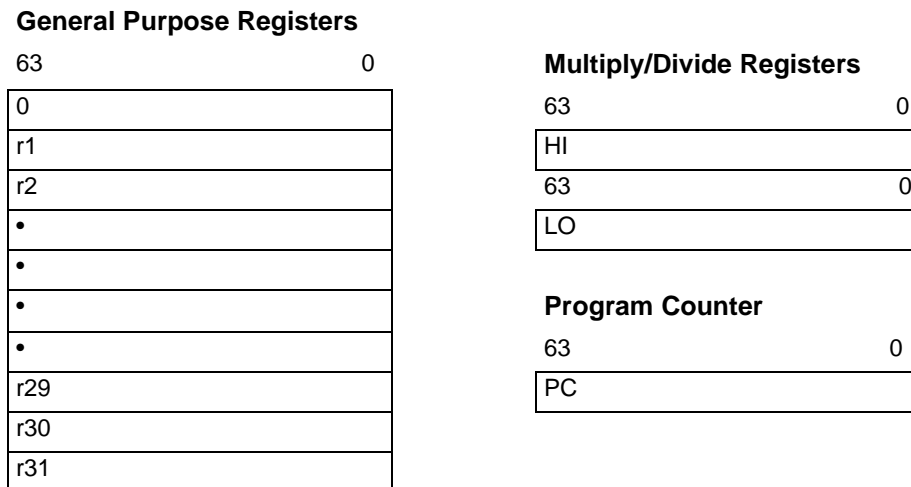 General Purpose Registers
63 0
0
r1
r2
•
•
•
•
r29
r30
r31
Multiply/Divide Registers
63 0
HI
63 0
LO
Program Counter
63 0
PC